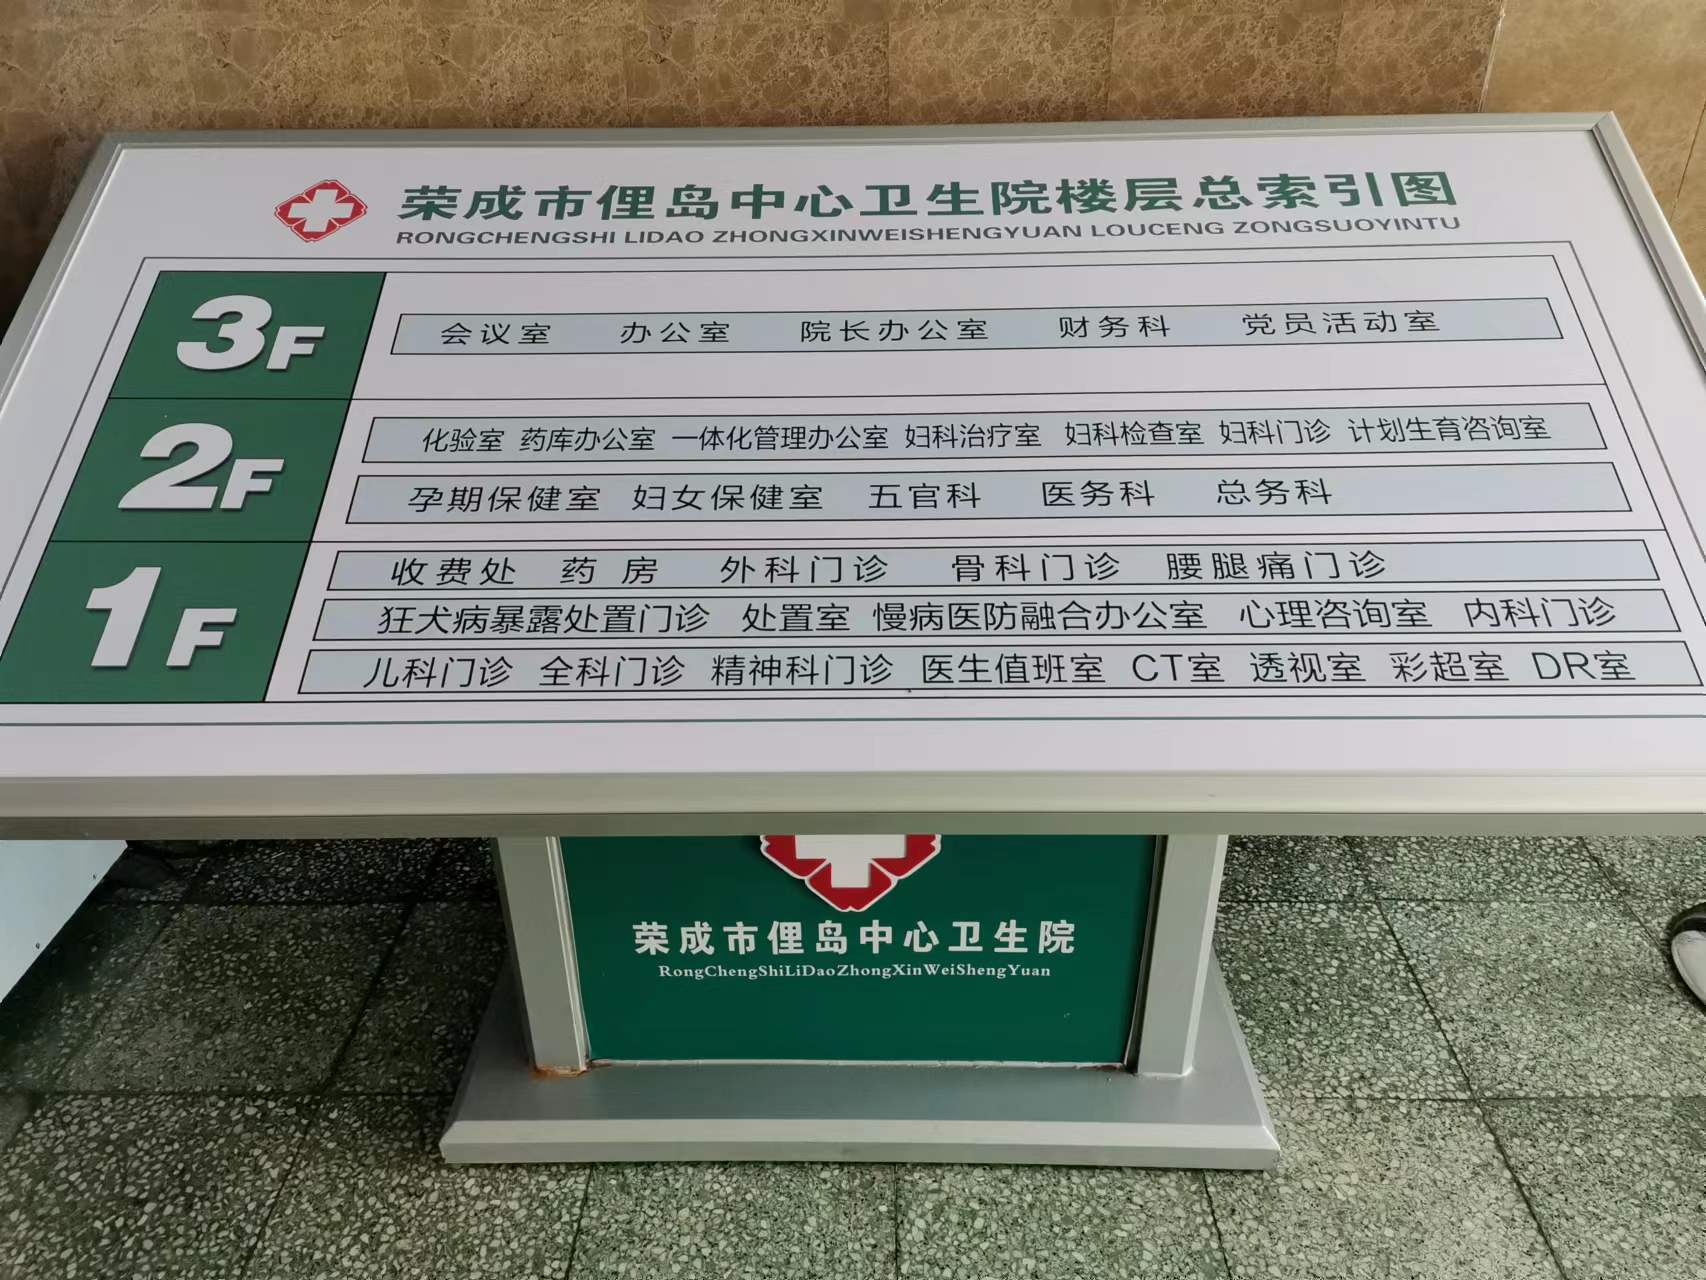 荣成市俚岛中心卫生院楼层总索引图
RONGCHENGSHI LIDAO ZHONGXINWEISHENGYUAN LOUCENG ZONGSUOYINTU
3F
会议室 办公室 院长办公室 财务科 党员活动室
2F
化验室 药库办公室 一体化管理办公室 妇科治疗室 妇科检查室 妇科门诊 计划生育咨询室
孕期保健室 妇女保健室 五官科 医务科 总务科
1F
收费处 药房 外科门诊 骨科门诊 腰腿痛门诊
狂犬病暴露处置门诊 处置室 慢病医防融合办公室 心理咨询室 内科门诊
儿科门诊 全科门诊 精神科门诊 医生值班室 CT室 透视室 彩超室 DR室
荣成市俚岛中心卫生院
RongChengShiLiDaoZhongXinWeiShengYuan